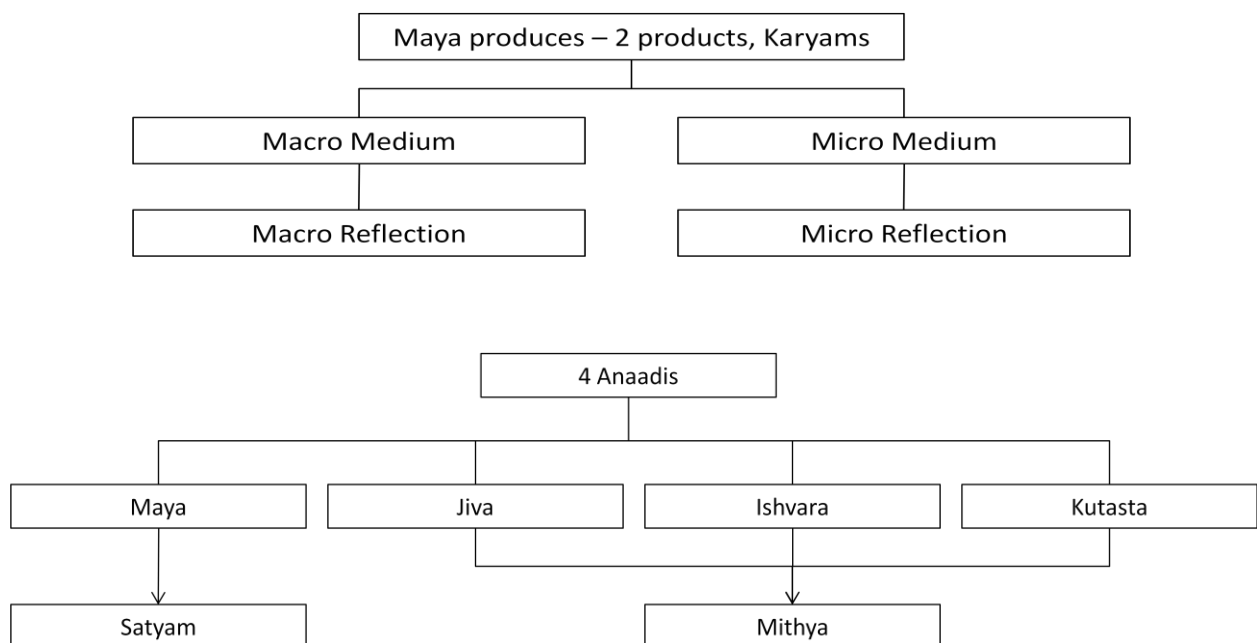 Maya produces – 2 products, Karyams
Macro Medium
Micro Medium
Macro Reflection
Micro Reflection
4 Anaadis
Maya
Jiva
Ishvara
Kutasta
Satyam
Mithya